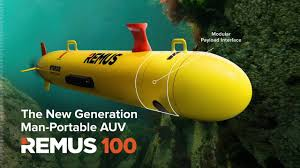 Modular
Payload Interface
REMUS
The New Generation
Man-Portable AUV
REMUS 100